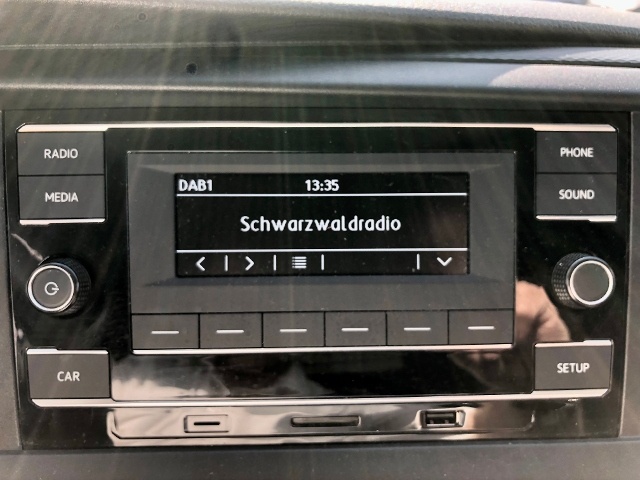 RADIO
PHONE
MEDIA
SOUND
DAB1 13:35
Schwarzwaldradio
CAR
SETUP